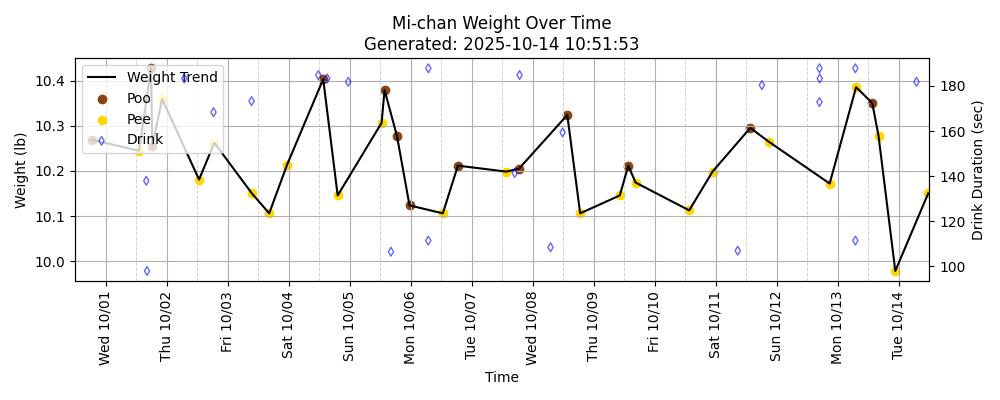 Mi-chan Weight Over Time
Generated: 2025-10-14 10:51:53
Weight Trend
Poo
Pee
Drink
Weight (lb)
10.4
10.3
10.2
10.1
10.0
Drink Duration (sec)
180
160
140
120
100
Wed 10/01
Thu 10/02
Fri 10/03
Sat 10/04
Sun 10/05
Mon 10/06
Tue 10/07
Wed 10/08
Thu 10/09
Fri 10/10
Sat 10/11
Sun 10/12
Mon 10/13
Tue 10/14
Time